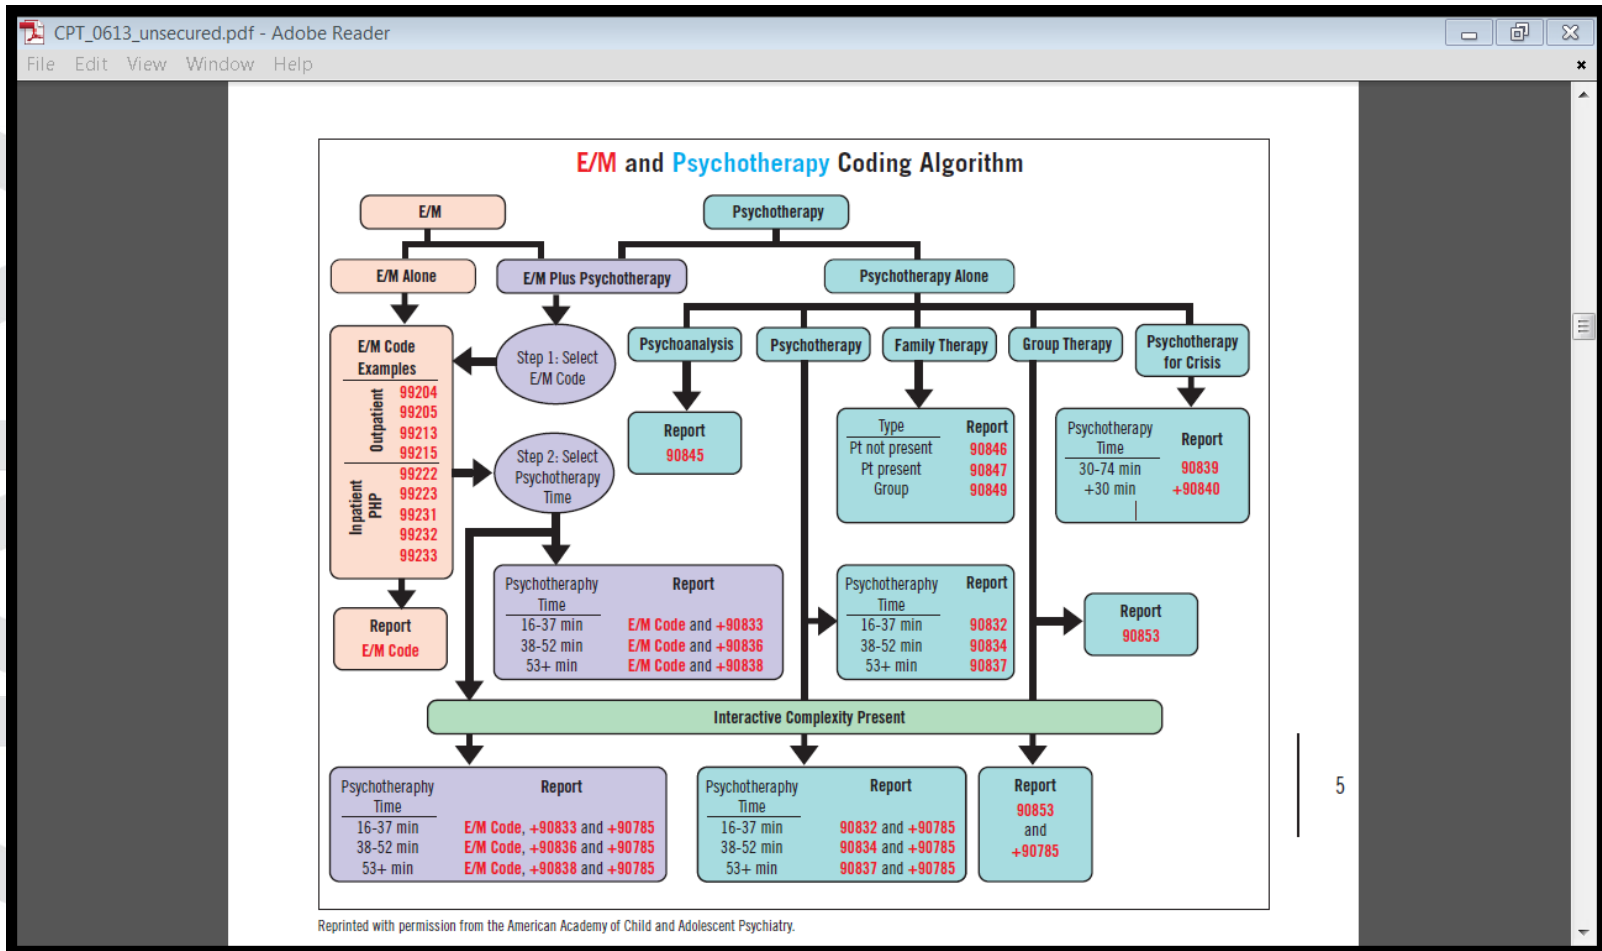 CPT_0613_unsecured.pdf - Adobe Reader
File Edit View Window Help
E/M and Psychotherapy Coding Algorithm
E/M
Psychotherapy
E/M Alone
E/M Plus Psychotherapy
Psychotherapy Alone
E/M Code
Examples
Outpatient
99204
99205
99213
99215
Inpatient
PHP
99222
99223
99231
99232
99233
Step 1: Select
E/M Code
Step 2: Select
Psychotherapy
Time
Psychoanalysis
Psychotherapy
Family Therapy
Group Therapy
Psychotherapy
for Crisis
Report
90845
Type Report
Pt not present 90846
Pt present 90847
Group 90849
Psychotherapy
Time Report
30-74 min 90839
+30 min +90840
Report
E/M Code
Psychotheraphy Report
Time
16-37 min E/M Code and +90833
38-52 min E/M Code and +90836
53+ min E/M Code and +90838
Psychotheraphy Report
Time
16-37 min 90832
38-52 min 90834
53+ min 90837
Report
90853
Interactive Complexity Present
Psychotheraphy Report
Time
16-37 min E/M Code, +90833 and +90785
38-52 min E/M Code, +90836 and +90785
53+ min E/M Code, +90838 and +90785
Psychotheraphy Report
Time
16-37 min 90832 and +90785
38-52 min 90834 and +90785
53+ min 90837 and +90785
Report
90853
and
+90785
5
Reprinted with permission from the American Academy of Child and Adolescent Psychiatry.